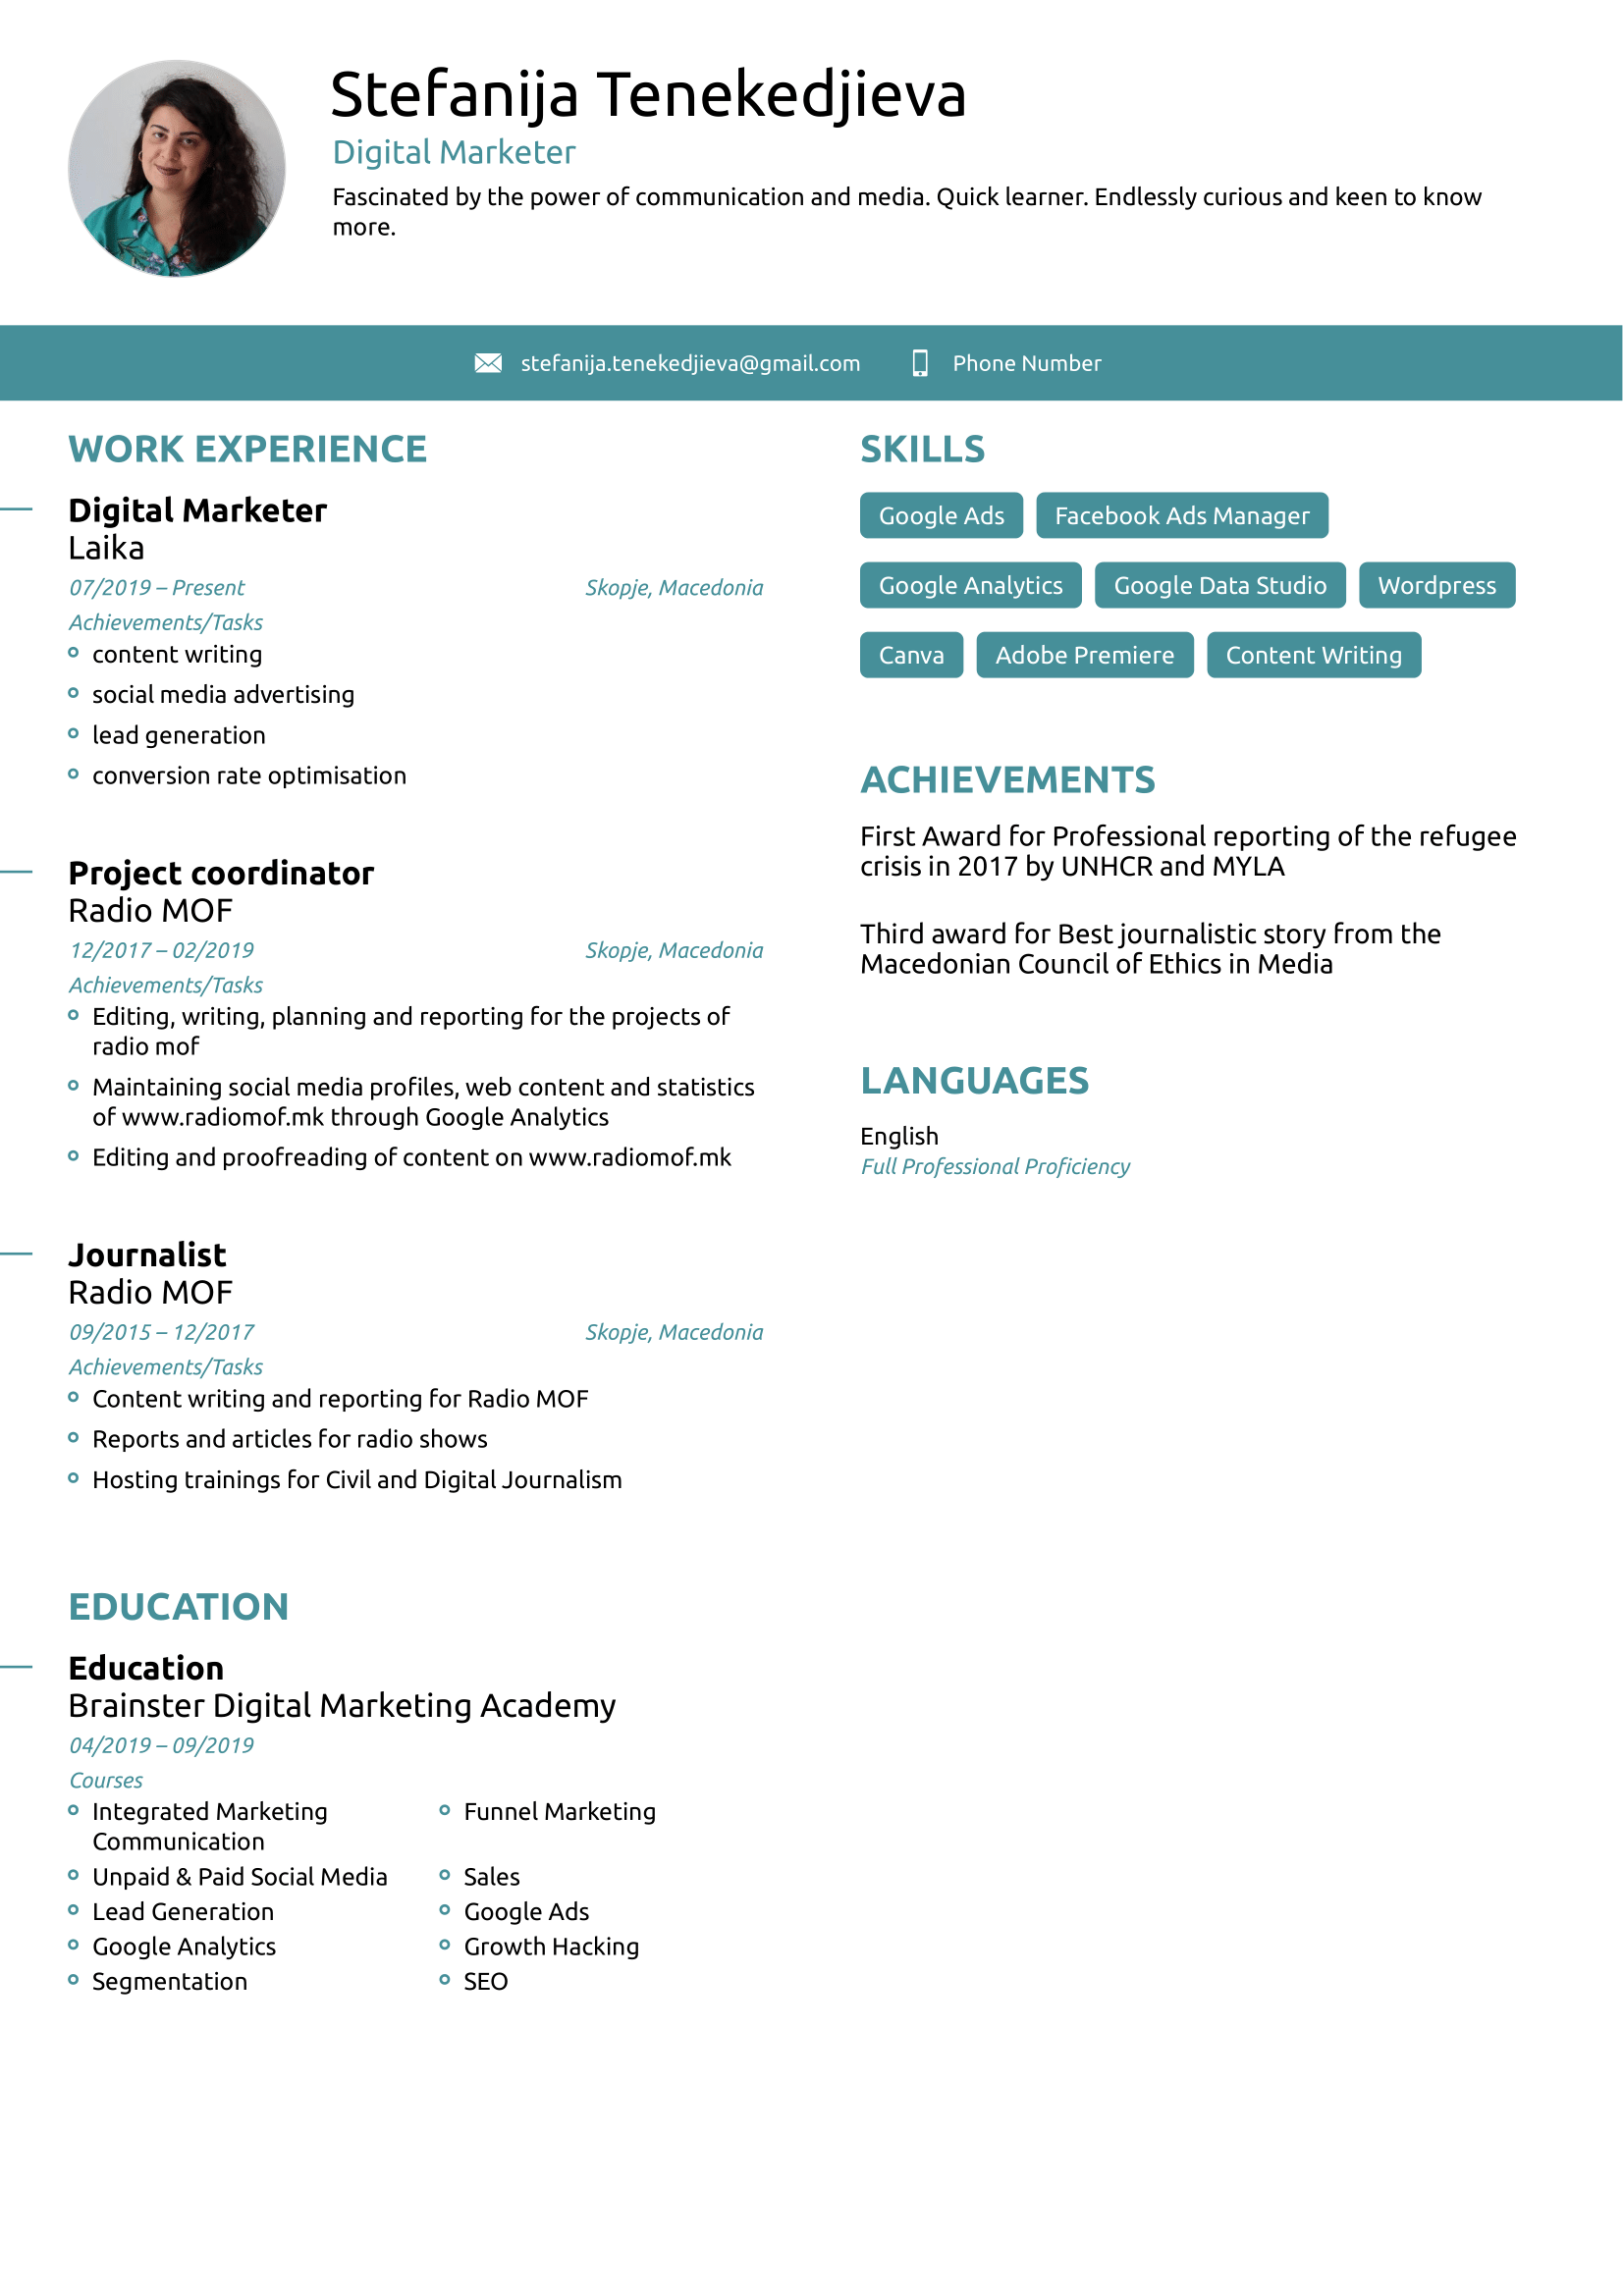 Stefanija Tenekedjieva
Digital Marketer
Fascinated by the power of communication and media. Quick learner. Endlessly curious and keen to know
more.
stefanija.tenekedjieva@gmail.com
Phone Number
WORK EXPERIENCE
Digital Marketer
Laika
07/2019 – Present
Skopje, Macedonia
Achievements/Tasks
content writing
social media advertising
lead generation
conversion rate optimisation
Project coordinator
Radio MOF
12/2017 – 02/2019
Skopje, Macedonia
Achievements/Tasks
Editing, writing, planning and reporting for the projects of
radio mof
Maintaining social media profiles, web content and statistics
of www.radiomof.mk through Google Analytics
Editing and proofreading of content on www.radiomof.mk
Journalist
Radio MOF
09/2015 – 12/2017
Skopje, Macedonia
Achievements/Tasks
Content writing and reporting for Radio MOF
Reports and articles for radio shows
Hosting trainings for Civil and Digital Journalism
EDUCATION
Education
Brainster Digital Marketing Academy
04/2019 – 09/2019
Courses
Integrated Marketing
Communication
Funnel Marketing
Unpaid & Paid Social Media
Sales
Lead Generation
Google Ads
Google Analytics
Growth Hacking
Segmentation
SEO
SKILLS
Google Ads
Facebook Ads Manager
Google Analytics
Google Data Studio
Wordpress
Canva
Adobe Premiere
Content Writing
ACHIEVEMENTS
First Award for Professional reporting of the refugee
crisis in 2017 by UNHCR and MYLA
Third award for Best journalistic story from the
Macedonian Council of Ethics in Media
LANGUAGES
English
Full Professional Proficiency